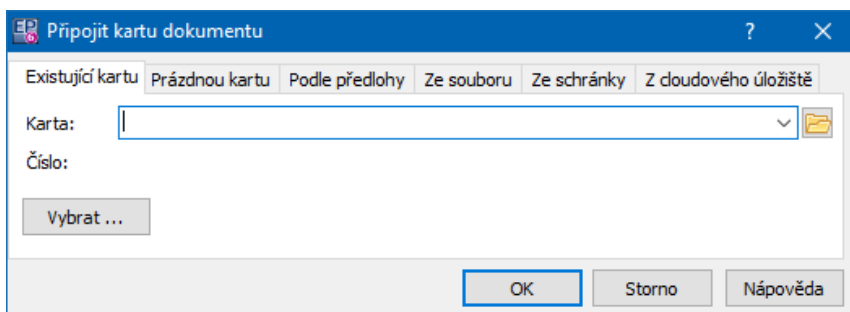 Připojit kartu dokumentu ?
Existující kartu Prázdnou kartu Podle předlohy Ze souboru Ze schránky Z cloudového úložiště
Karta:
Číslo:
Vybrat ...
OK Storno Nápověda